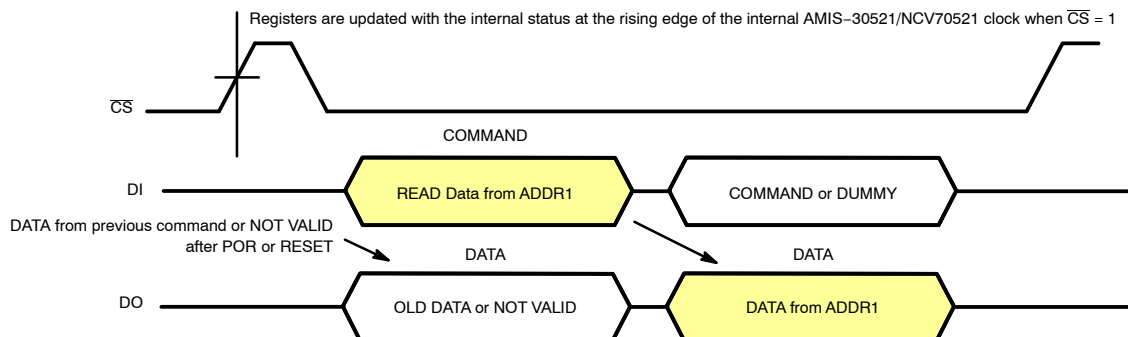 Registers are updated with the internal status at the rising edge of the internal AMIS−30521/NCV70521 clock when C̅S̅ = 1
C̅S̅
COMMAND
DI
READ Data from ADDR1
COMMAND or DUMMY
DATA from previous command or NOT VALID
after POR or RESET
DATA
DATA
DO
OLD DATA or NOT VALID
DATA from ADDR1